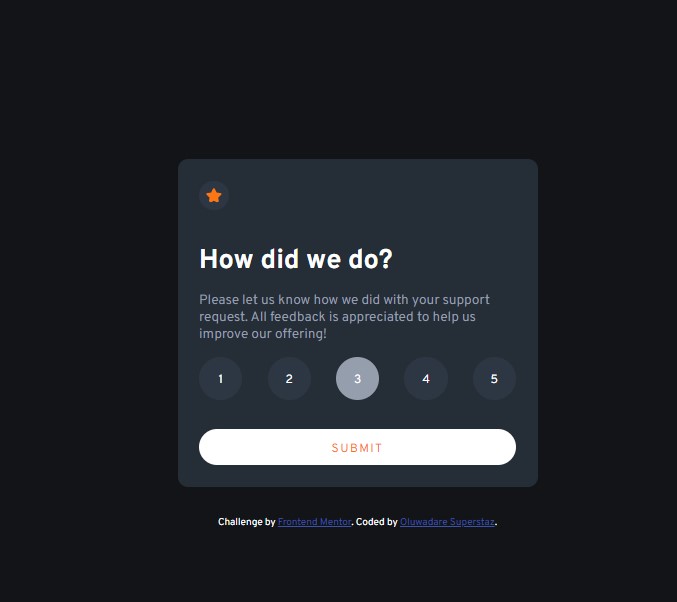 How did we do?
Please let us know how we did with your support
request. All feedback is appreciated to help us
improve our offering!
1 2 3 4 5
SUBMIT
Challenge by Frontend Mentor. Coded by Oluwadare Superstaz.